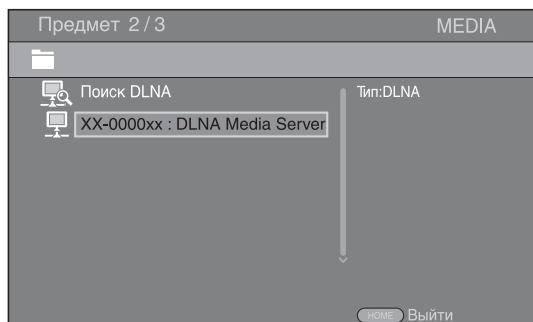 Предмет 2/3 MEDIA
Поиск DLNA Тип:DLNA
XX-0000xx : DLNA Media Server
HOME Выйти